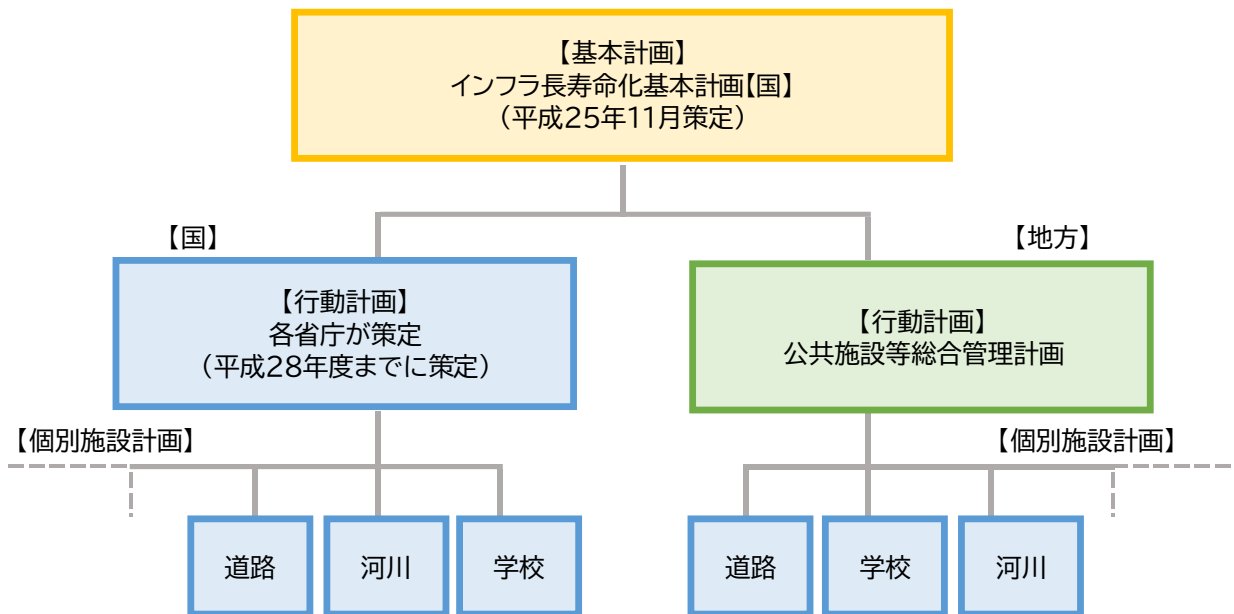 【基本計画】
インフラ長寿命化基本計画【国】
（平成25年11月策定）
【国】
【地方】
【行動計画】
各省庁が策定
（平成28年度までに策定）
【行動計画】
公共施設等総合管理計画
【個別施設計画】
【個別施設計画】
道路
河川
学校
道路
学校
河川